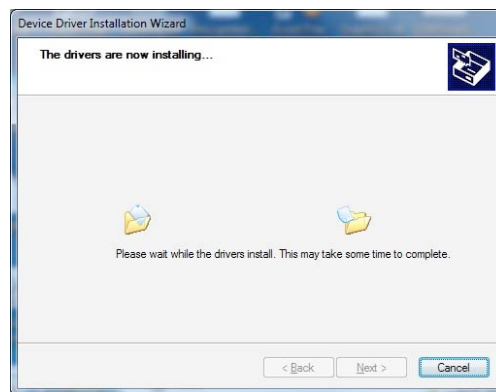 Device Driver Installation Wizard
The drivers are now installing...
Please wait while the drivers install. This may take some time to complete.
< Back
Next >
Cancel